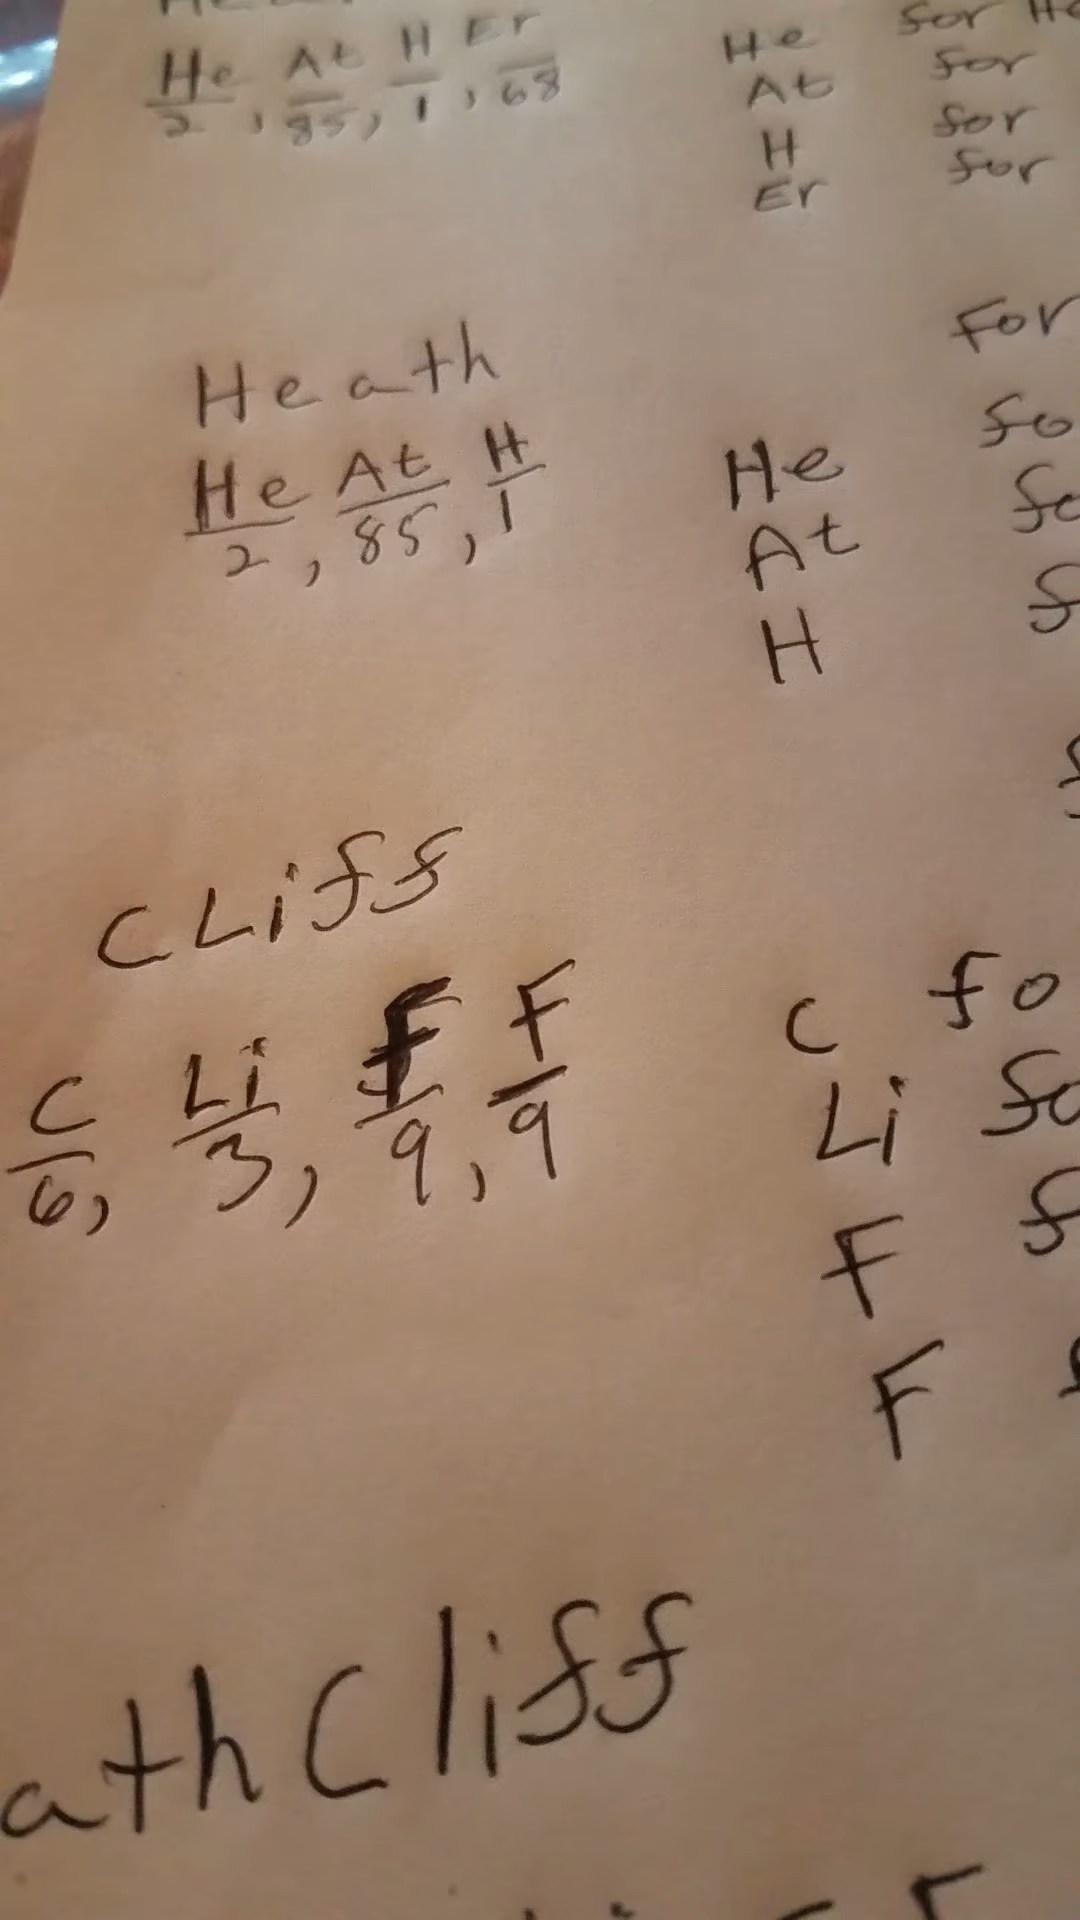 He At H Er
2, 85, 1, 68
He for
At for
H for
Er for
Heath
He At H
2, 85, 1
For
He
At
H
CLiff
C Li F F
6, 3, 9, 9
C fo
Li
F
F
athCliff